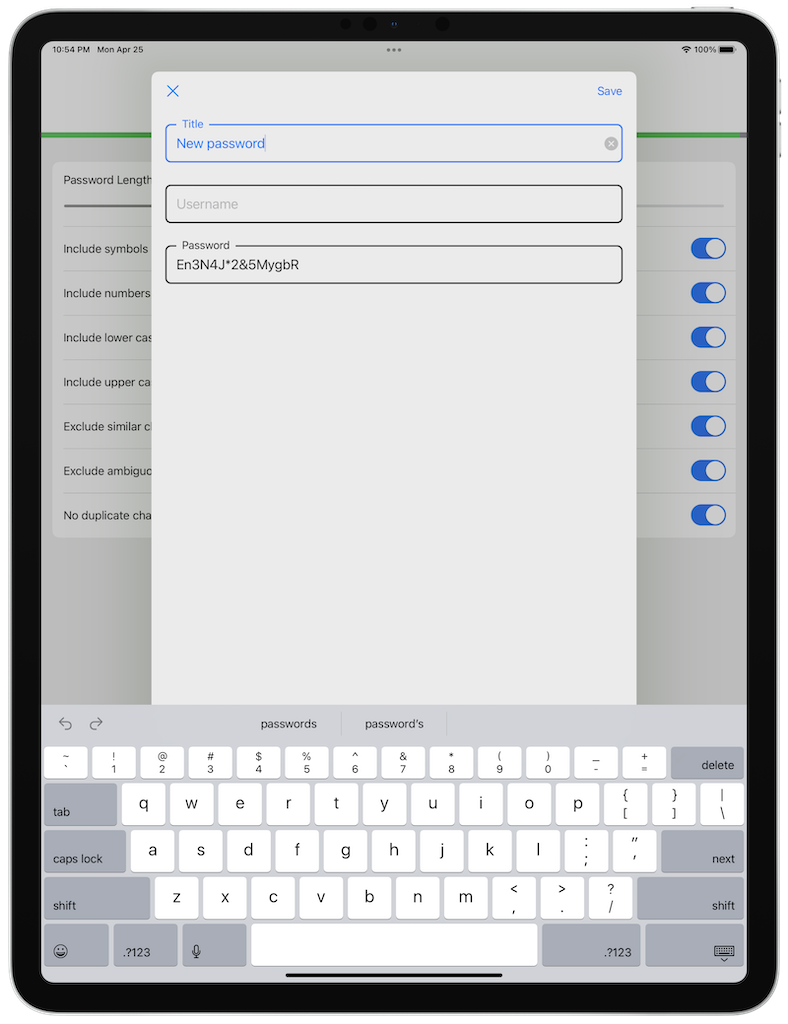 10:54 PM Mon Apr 25 100%
Save
Title
New password
Username
Password
En3N4J*2&5MygbR
Password Length
Include symbols
Include numbers
Include lower cas
Include upper ca
Exclude similar c
Exclude ambiguo
No duplicate cha
passwords password's
~ ! @ # $ % ^ & * ( ) _ +
` 1 2 3 4 5 6 7 8 9 0 - = delete
tab q w e r t y u i o p { [ } ] | \
caps lock a s d f g h j k l : ; " ' next
shift z x c v b n m < , > . ? / shift
.?123 .?123